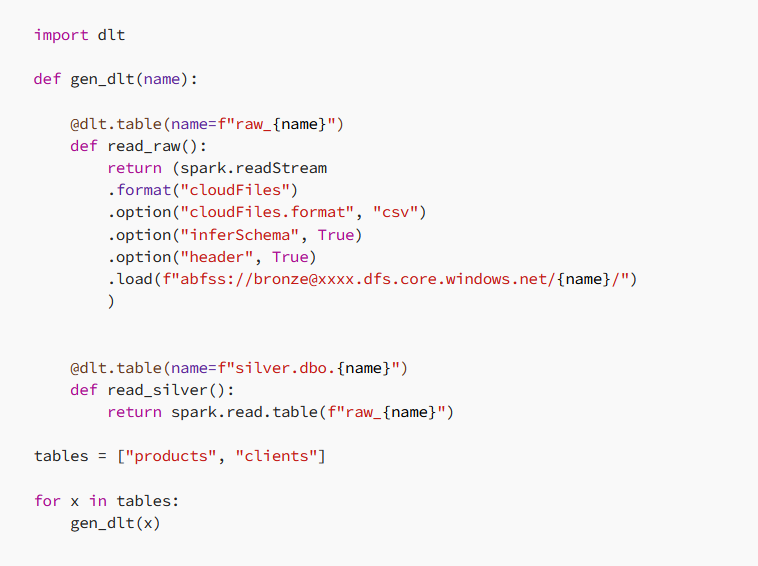 import dlt
def gen_dlt(name):
@dlt.table(name=f"raw_{name}")
def read_raw():
return (spark.readStream
.format("cloudFiles")
.option("cloudFiles.format", "csv")
.option("inferSchema", True)
.option("header", True)
.load(f"abfss://bronze@xxxx.dfs.core.windows.net/{name}/")
)
@dlt.table(name=f"silver.dbo.{name}")
def read_silver():
return spark.read.table(f"raw_{name}")
tables = ["products", "clients"]
for x in tables:
gen_dlt(x)